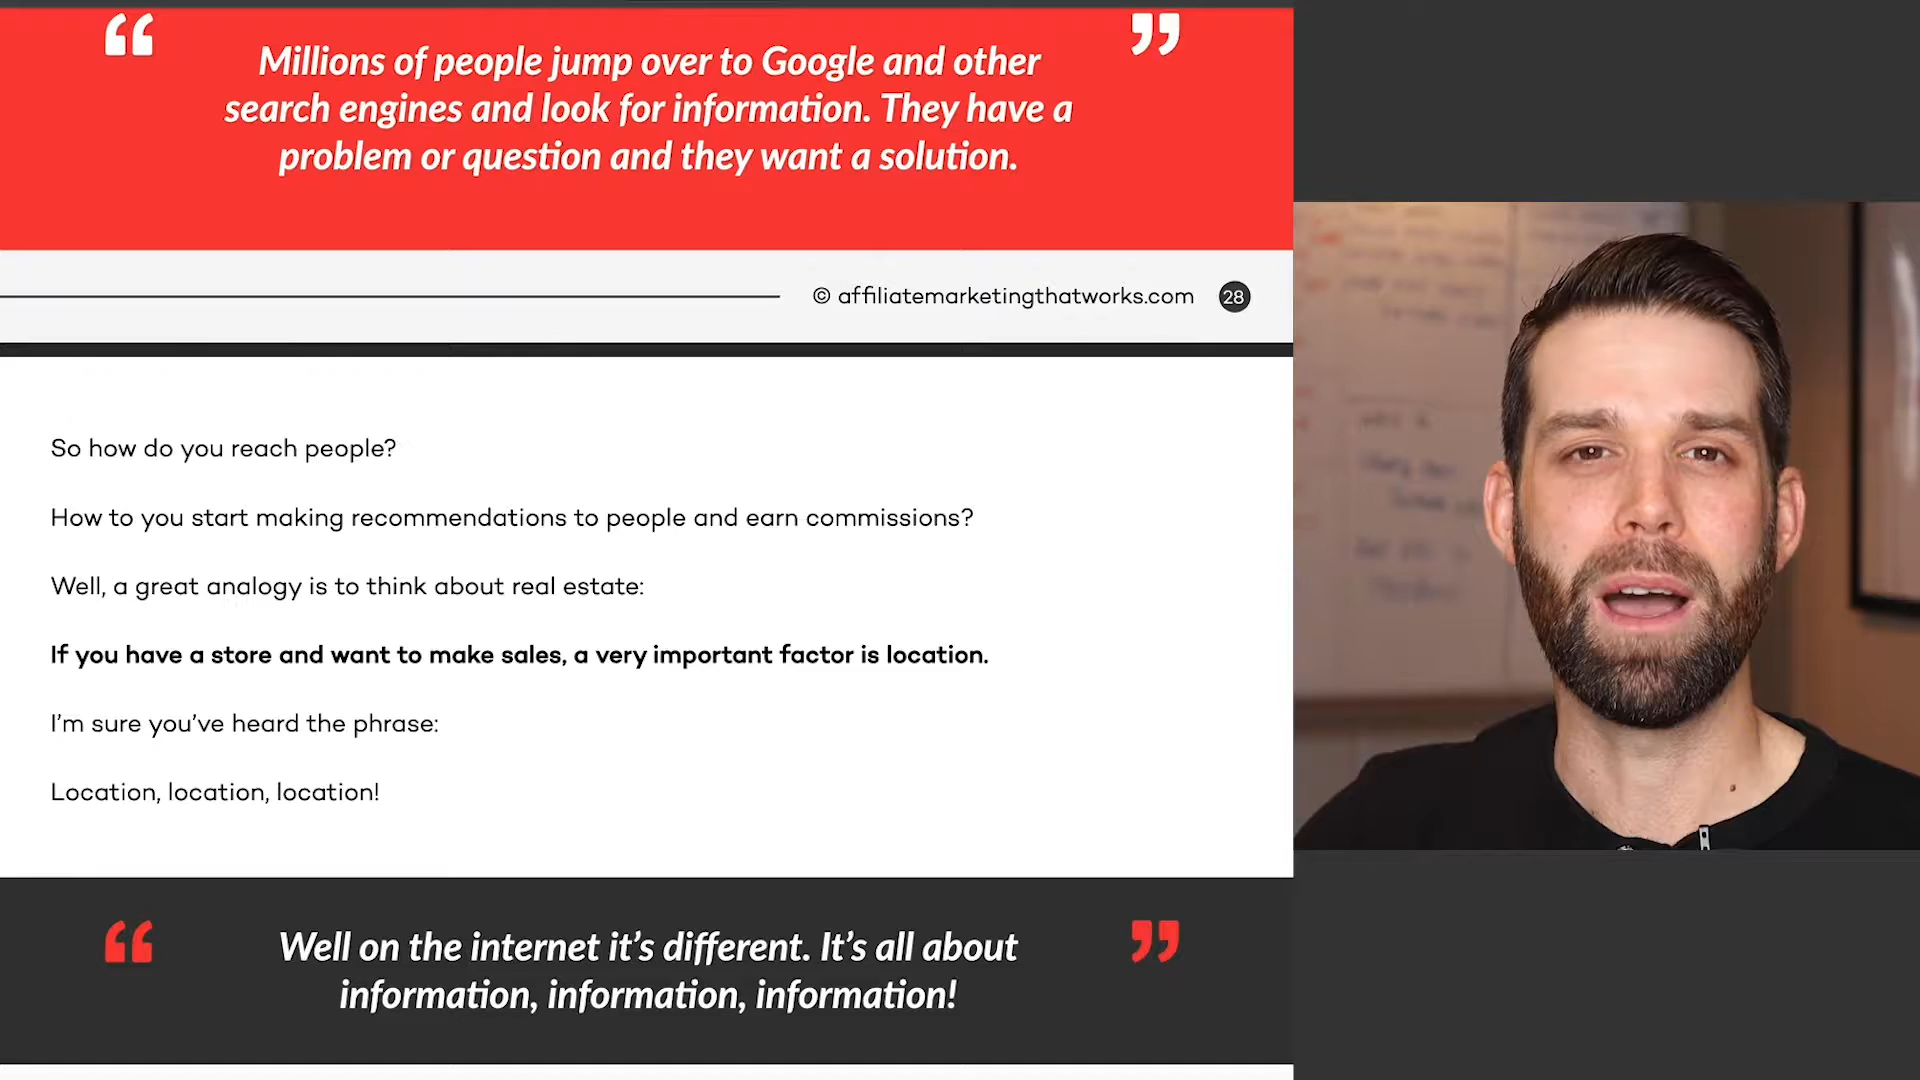 “ Millions of people jump over to Google and other ”
search engines and look for information. They have a
problem or question and they want a solution.
© affiliatemarketingthatworks.com 28
So how do you reach people?
How to you start making recommendations to people and earn commissions?
Well, a great analogy is to think about real estate:
If you have a store and want to make sales, a very important factor is location.
I’m sure you’ve heard the phrase:
Location, location, location!
“ Well on the internet it’s different. It’s all about ”
information, information, information!